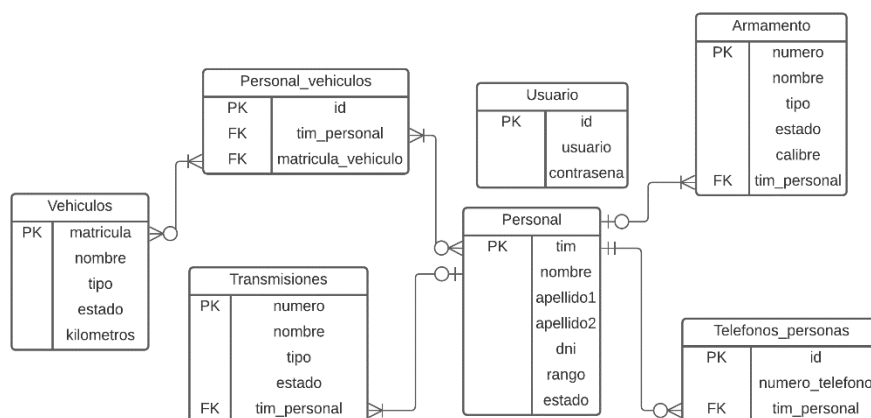 Armamento
PK numero
nombre
tipo
estado
calibre
FK tim_personal
Personal_vehiculos
PK id
FK tim_personal
FK matricula_vehiculo
Usuario
PK id
usuario
contrasena
Vehiculos
PK matricula
nombre
tipo
estado
kilometros
Personal
PK tim
nombre
apellido1
apellido2
dni
rango
estado
Transmisiones
PK numero
nombre
tipo
estado
FK tim_personal
Telefonos_personas
PK id
numero_telefono
FK tim_personal